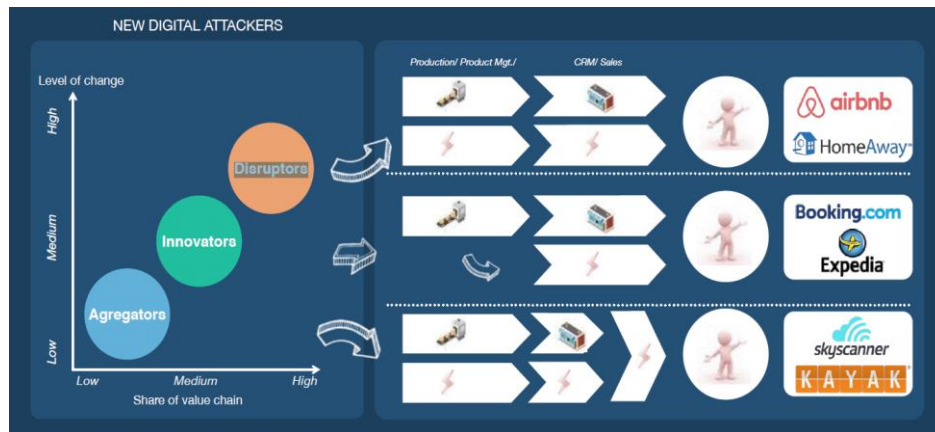 NEW DIGITAL ATTACKERS
Level of change
High
Medium
Low
Disruptors
Innovators
Agregators
Low
Medium
High
Share of value chain
Production/ Product Mgt./
CRM/ Sales
airbnb
HomeAway
Booking.com
Expedia
skyscanner
KAYAK